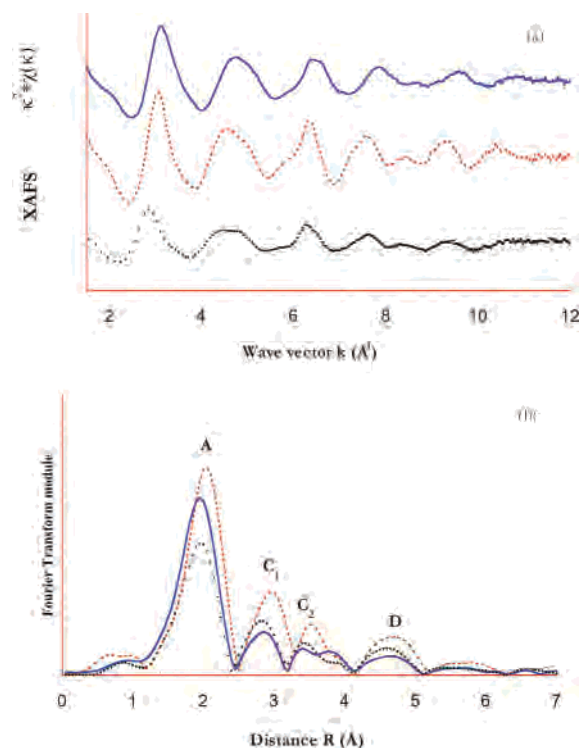 (a)
XAFS k²*χ(k)
2 4 6 8 10 12
Wave vector k (Å¹)
(b)
Fourier Transform module
A
C₁
C₂
D
0 1 2 3 4 5 6 7
Distance R (Å)